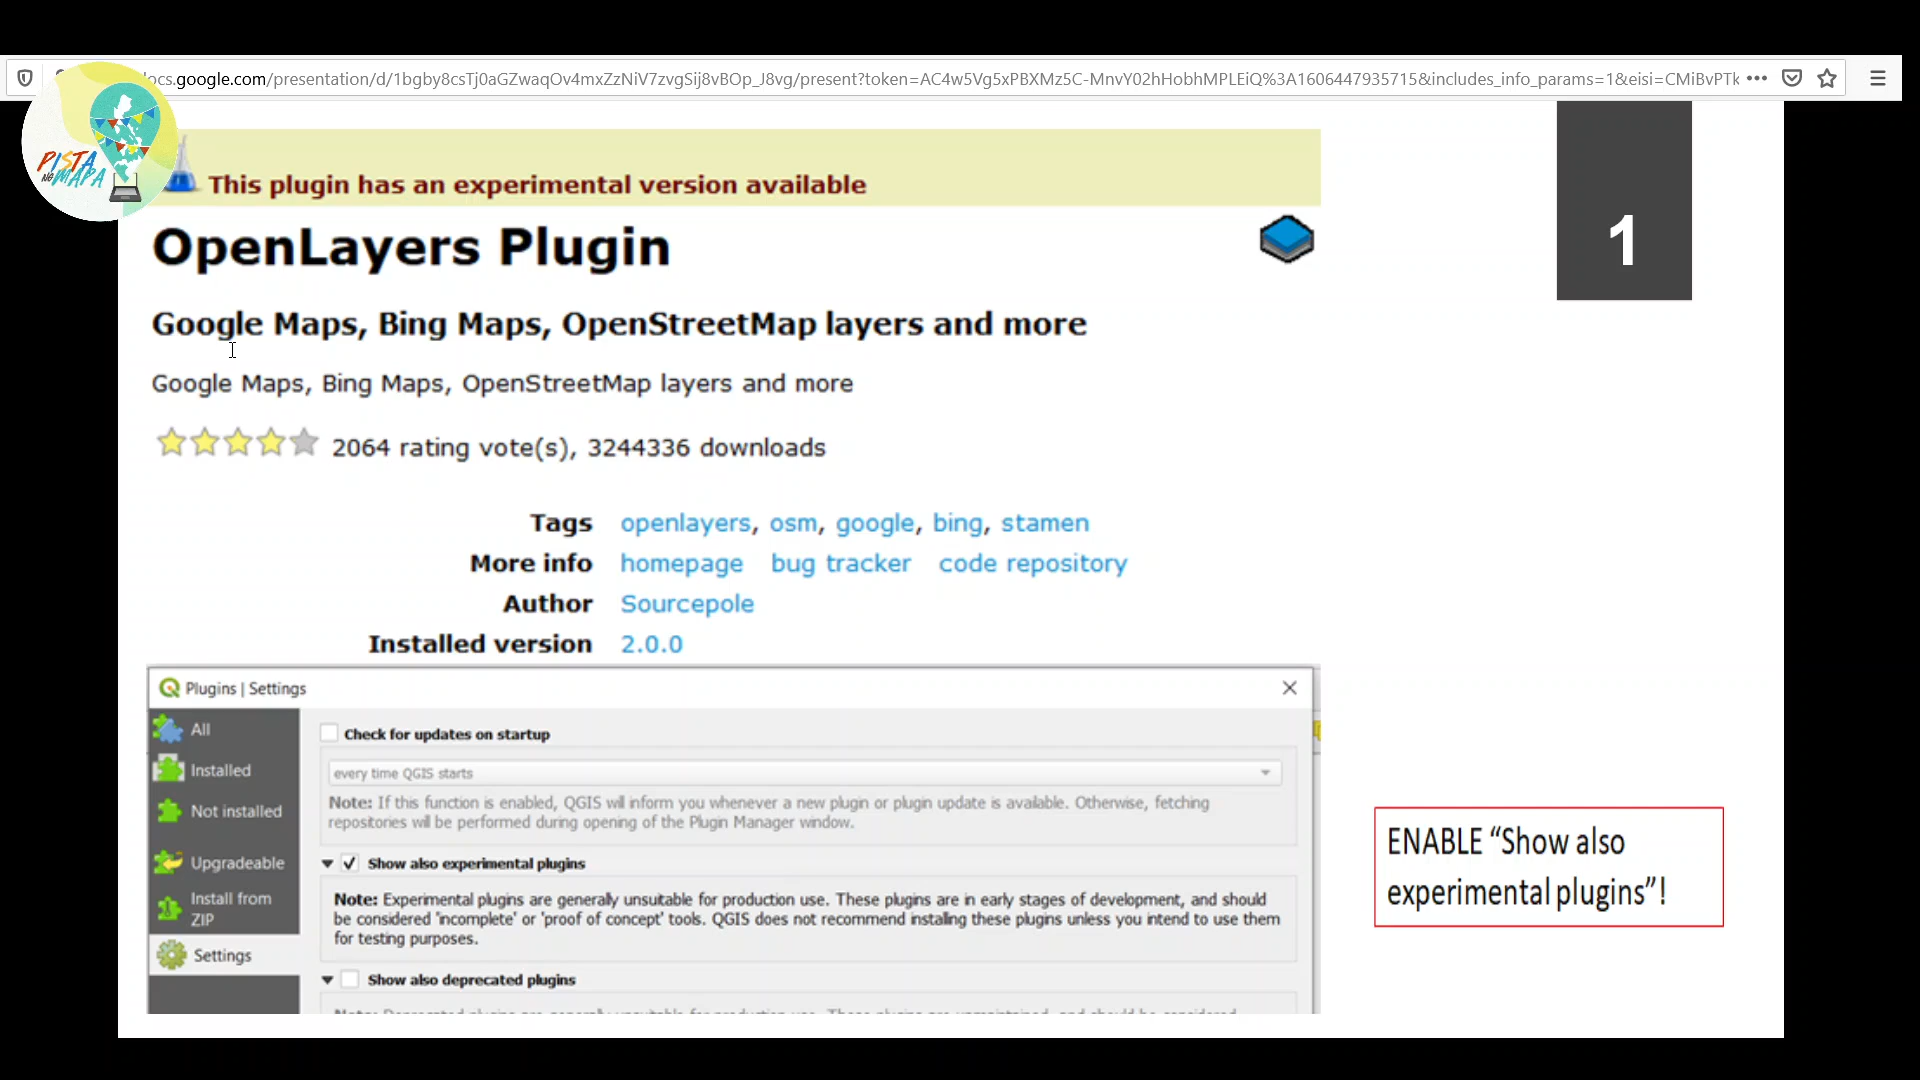 ocs.google.com/presentation/d/1bgby8csTj0aGZwaqOv4mxZzNiV7zvgSij8vBOp_J8vg/present?token=AC4w5Vg5xPBXMz5C-MnvY02hHobhMPLEiQ%3A1606447935715&includes_info_params=1&eisi=CMiBvPTk
PISTA
NG MAPA
This plugin has an experimental version available
1
OpenLayers Plugin
Google Maps, Bing Maps, OpenStreetMap layers and more
Google Maps, Bing Maps, OpenStreetMap layers and more
2064 rating vote(s), 3244336 downloads
Tags openlayers, osm, google, bing, stamen
More info homepage bug tracker code repository
Author Sourcepole
Installed version 2.0.0
Plugins | Settings
All
Installed
Not installed
Upgradeable
Install from
ZIP
Settings
Check for updates on startup
every time QGIS starts
Note: If this function is enabled, QGIS will inform you whenever a new plugin or plugin update is available. Otherwise, fetching
repositories will be performed during opening of the Plugin Manager window.
Show also experimental plugins
Note: Experimental plugins are generally unsuitable for production use. These plugins are in early stages of development, and should
be considered 'incomplete' or 'proof of concept' tools. QGIS does not recommend installing these plugins unless you intend to use them
for testing purposes.
Show also deprecated plugins
ENABLE “Show also
experimental plugins”!